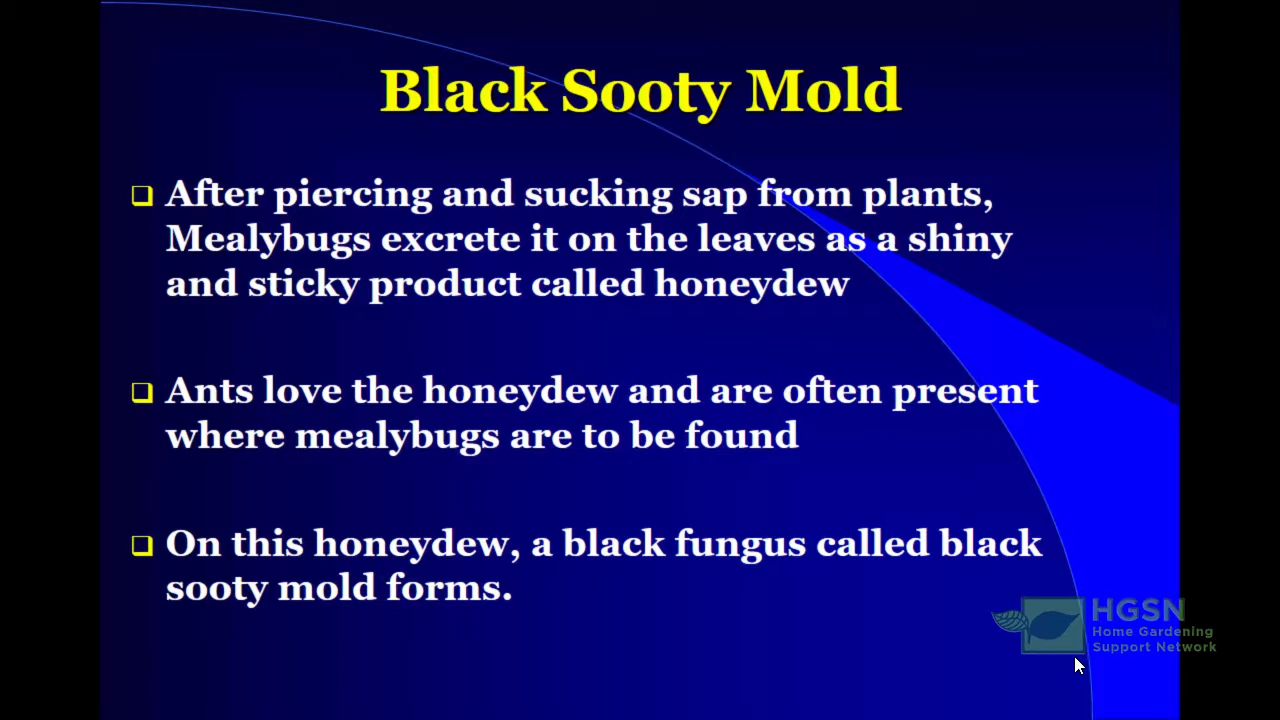 Black Sooty Mold
❑ After piercing and sucking sap from plants,
Mealybugs excrete it on the leaves as a shiny
and sticky product called honeydew
❑ Ants love the honeydew and are often present
where mealybugs are to be found
❑ On this honeydew, a black fungus called black
sooty mold forms.
HGSN
Home Gardening
Support Network